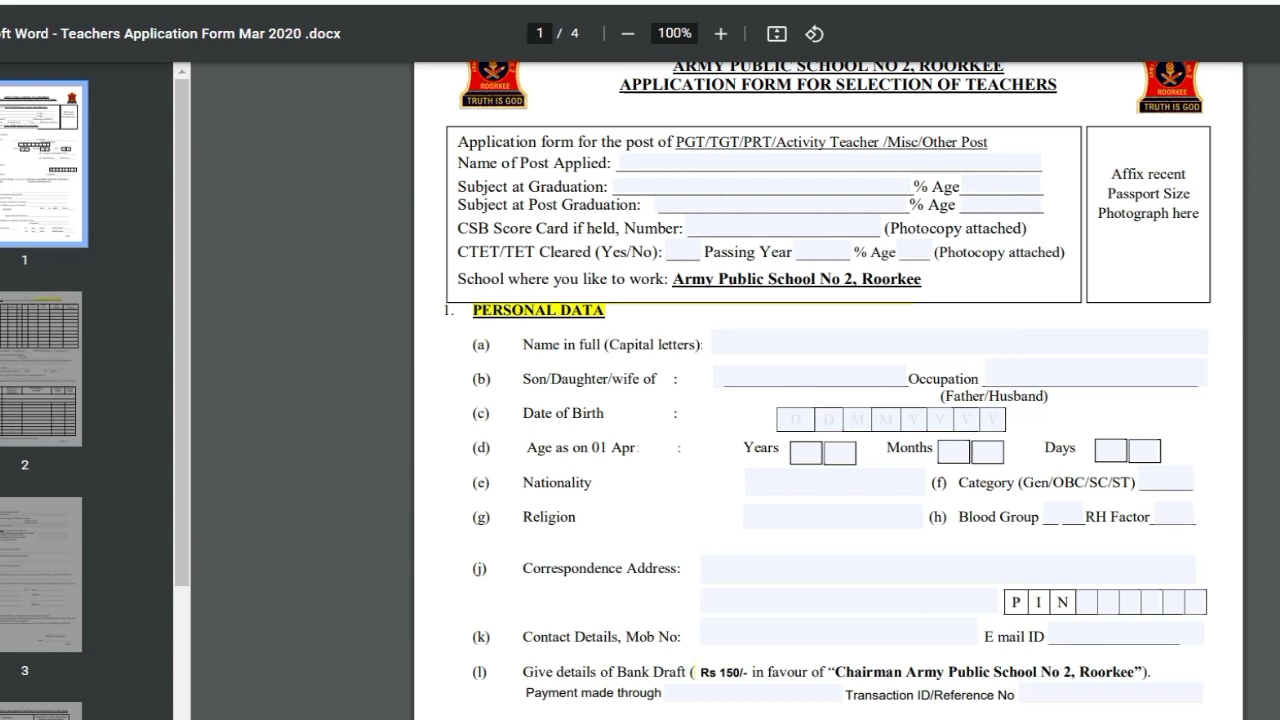 ft Word - Teachers Application Form Mar 2020 .docx
1 / 4
100%
ARMY PUBLIC SCHOOL NO 2, ROORKEE
APPLICATION FORM FOR SELECTION OF TEACHERS
ROORKEE
TRUTH IS GOD
ROORKEE
TRUTH IS GOD
Application form for the post of PGT/TGT/PRT/Activity Teacher /Misc/Other Post
Name of Post Applied:
Subject at Graduation: % Age
Subject at Post Graduation: % Age
CSB Score Card if held, Number: (Photocopy attached)
CTET/TET Cleared (Yes/No): Passing Year % Age (Photocopy attached)
School where you like to work: Army Public School No 2, Roorkee
Affix recent
Passport Size
Photograph here
1. PERSONAL DATA
(a) Name in full (Capital letters):
(b) Son/Daughter/wife of : Occupation
(Father/Husband)
(c) Date of Birth : D D M M Y Y Y Y
(d) Age as on 01 Apr : : Years Months Days
(e) Nationality (f) Category (Gen/OBC/SC/ST)
(g) Religion (h) Blood Group RH Factor
(j) Correspondence Address:
P I N
(k) Contact Details, Mob No: E mail ID
(l) Give details of Bank Draft ( Rs 150/- in favour of “Chairman Army Public School No 2, Roorkee”).
Payment made through Transaction ID/Reference No
1
2
3